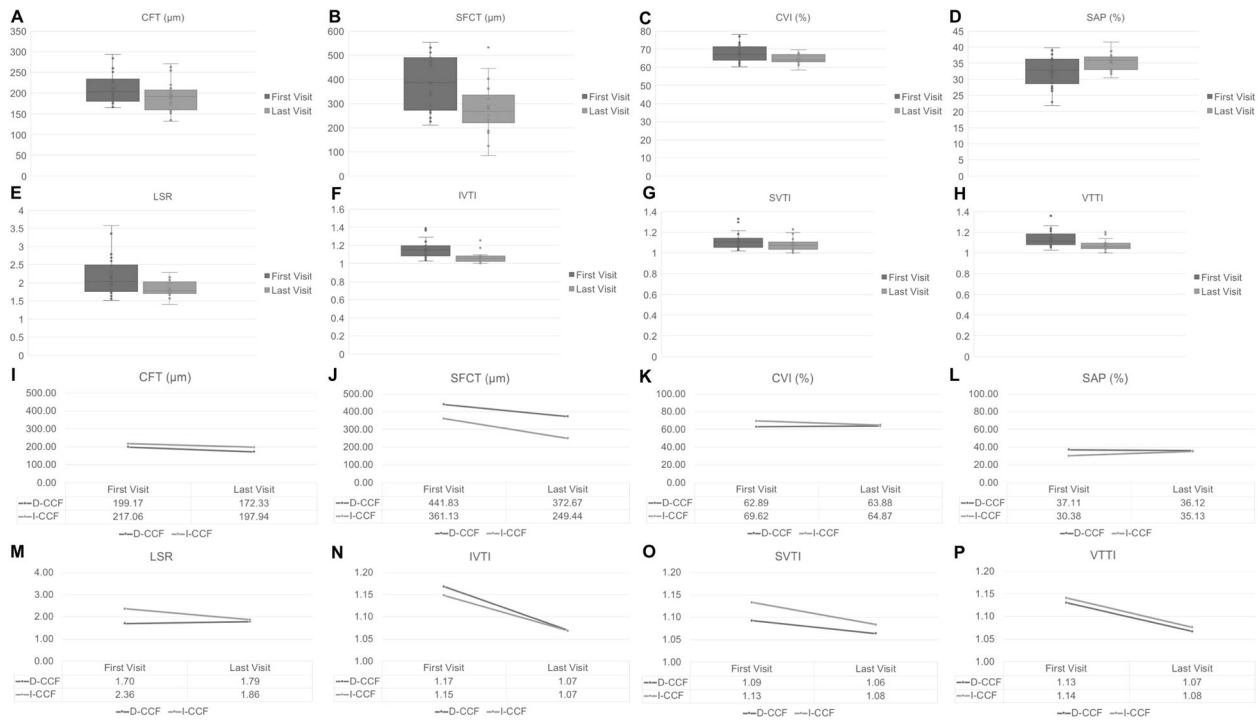 A
CFT (µm)
350
300
250
200
150
100
50
0
First Visit
Last Visit
B
SFCT (µm)
600
500
400
300
200
100
0
First Visit
Last Visit
C
CVI (%)
90
80
70
60
50
40
30
20
10
0
First Visit
Last Visit
D
SAP (%)
45
40
35
30
25
20
15
10
5
0
First Visit
Last Visit
E
LSR
4
3.5
3
2.5
2
1.5
1
0.5
0
First Visit
Last Visit
F
IVTI
1.6
1.4
1.2
1
0.8
0.6
0.4
0.2
0
First Visit
Last Visit
G
SVTI
1.4
1.2
1
0.8
0.6
0.4
0.2
0
First Visit
Last Visit
H
VTTI
1.4
1.2
1
0.8
0.6
0.4
0.2
0
First Visit
Last Visit
I
CFT (µm)
500.00
400.00
300.00
200.00
100.00
0.00
First Visit Last Visit
D-CCF 199.17 172.33
I-CCF 217.06 197.94
D-CCF I-CCF
J
SFCT (µm)
500.00
400.00
300.00
200.00
100.00
0.00
First Visit Last Visit
D-CCF 441.83 372.67
I-CCF 361.13 249.44
D-CCF I-CCF
K
CVI (%)
100.00
80.00
60.00
40.00
20.00
0.00
First Visit Last Visit
D-CCF 62.89 63.88
I-CCF 69.62 64.87
D-CCF I-CCF
L
SAP (%)
100.00
80.00
60.00
40.00
20.00
0.00
First Visit Last Visit
D-CCF 37.11 36.12
I-CCF 30.38 35.13
D-CCF I-CCF
M
LSR
4.00
3.00
2.00
1.00
0.00
First Visit Last Visit
D-CCF 1.70 1.79
I-CCF 2.36 1.86
D-CCF I-CCF
N
IVTI
1.20
1.15
1.10
1.05
1.00
First Visit Last Visit
D-CCF 1.17 1.07
I-CCF 1.15 1.07
D-CCF I-CCF
O
SVTI
1.20
1.15
1.10
1.05
1.00
First Visit Last Visit
D-CCF 1.09 1.06
I-CCF 1.13 1.08
D-CCF I-CCF
P
VTTI
1.20
1.15
1.10
1.05
1.00
First Visit Last Visit
D-CCF 1.13 1.07
I-CCF 1.14 1.08
D-CCF I-CCF